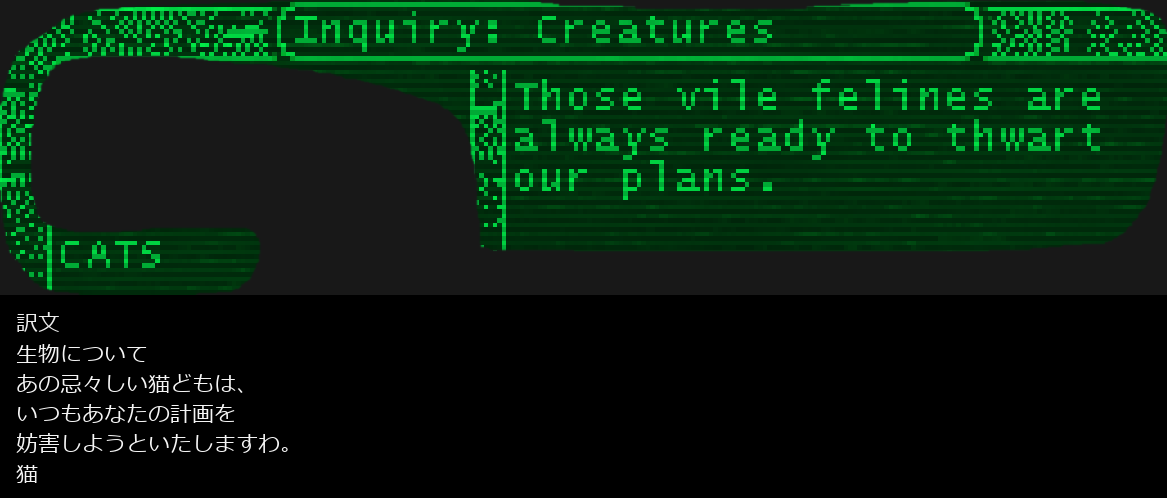 Inquiry: Creatures
Those vile felines are
always ready to thwart
our plans.
CATS
訳文
生物について
あの忌々しい猫どもは、
いつもあなたの計画を
妨害しようといたしますわ。
猫